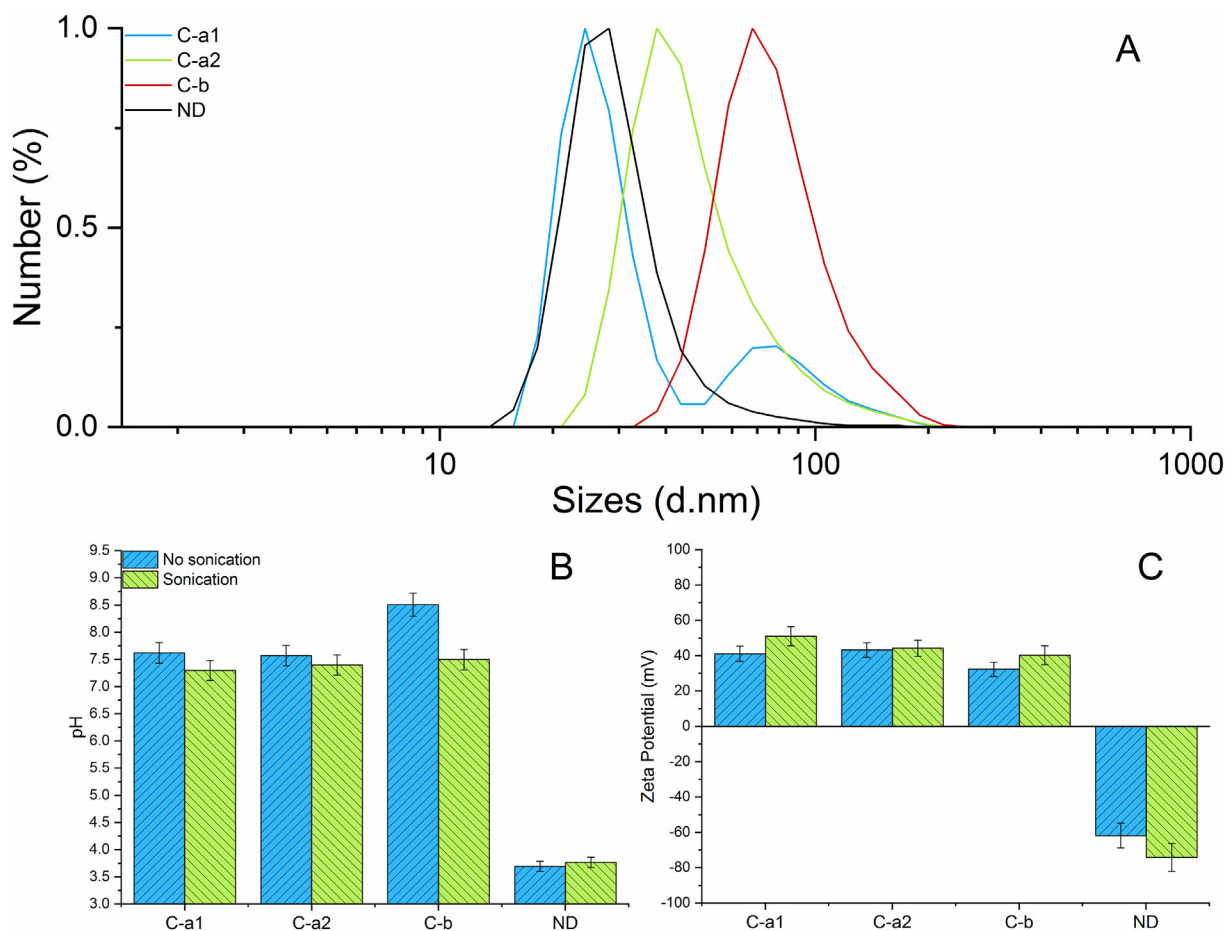 A
C-a1
C-a2
C-b
ND
Number (%)
1.0
0.5
0.0
10
100
1000
Sizes (d.nm)
B
No sonication
Sonication
pH
9.5
9.0
8.5
8.0
7.5
7.0
6.5
6.0
5.5
5.0
4.5
4.0
3.5
3.0
C-a1
C-a2
C-b
ND
C
Zeta Potential (mV)
100
80
60
40
20
0
-20
-40
-60
-80
-100
C-a1
C-a2
C-b
ND